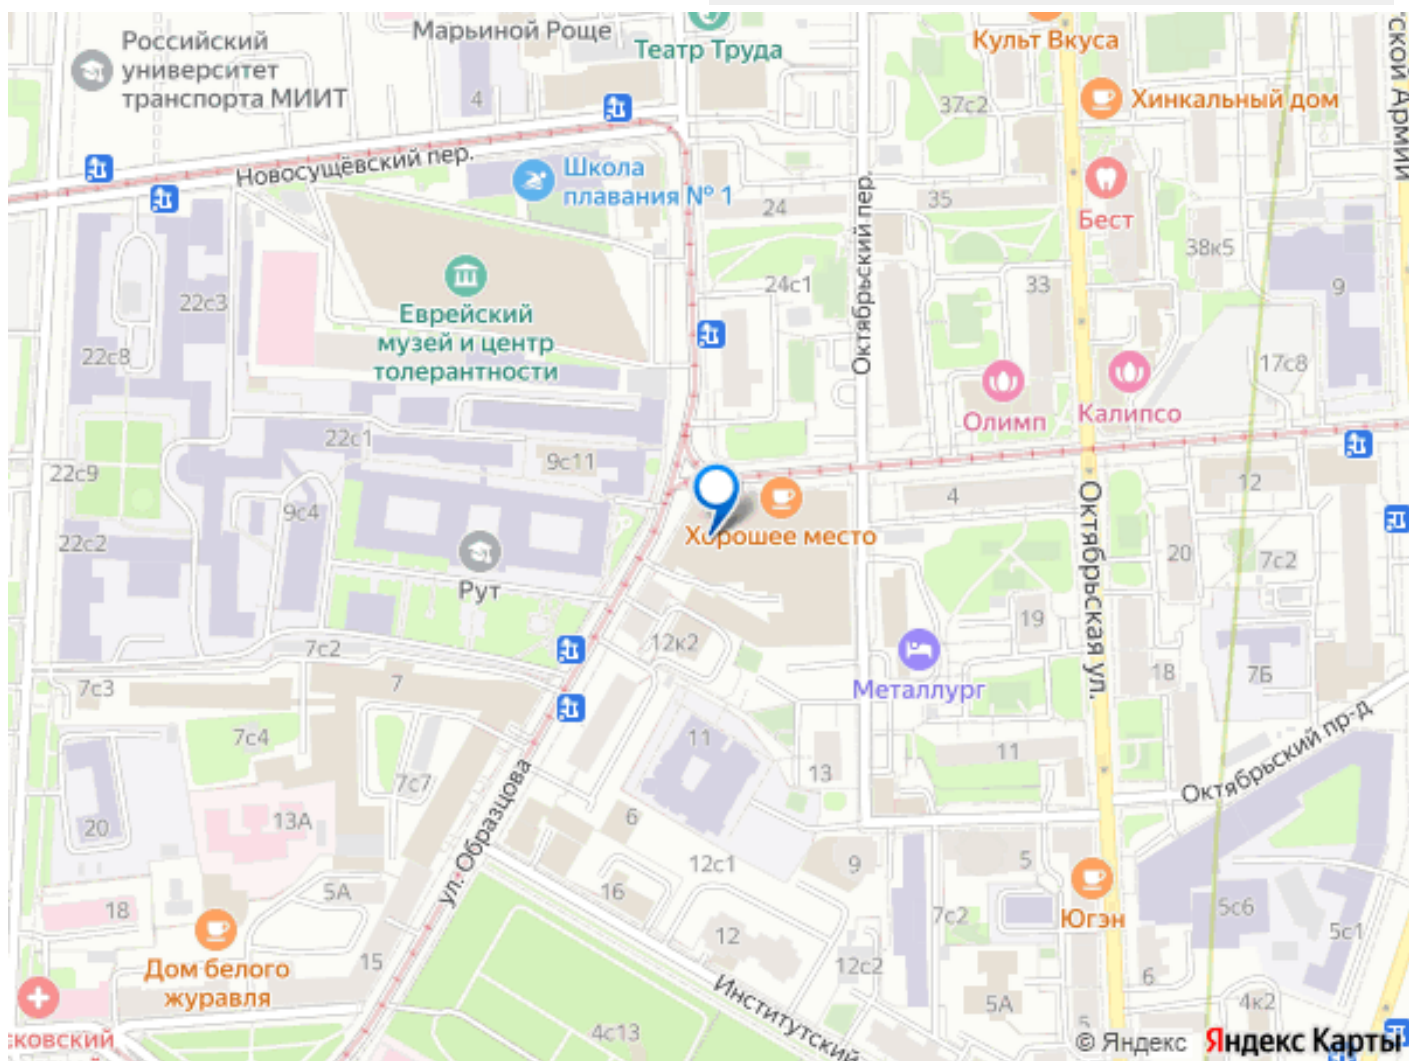 Марьиной Роще
Российский
университет
транспорта МИИТ
Театр Труда
Культ Вкуса
ской Армии
4
37с2
Хинкальный дом
Новосущёвский пер.
Школа
плавания № 1
24
Октябрьский пер.
35
Бест
38к5
22с3
Еврейский
музей и центр
толерантности
24с1
33
9
22с8
17с8
Олимп
Калипсо
22с1
9с11
22с9
4
12
9с4
Хорошее место
Октябрьская ул.
22с2
20
7с2
Рут
19
12к2
7с2
18
7Б
7с3
7
Металлург
7с4
11
11
Октябрьский пр-д
7с7
13
13А
20
ул. Образцова
6
12с1
9
5
5А
16
18
7с2
Югэн
5с6
5с1
12
Дом белого
журавля
15
12с2
Институтский
6
5А
4к2
4с13
5
сковский
© Яндекс Яндекс Карты